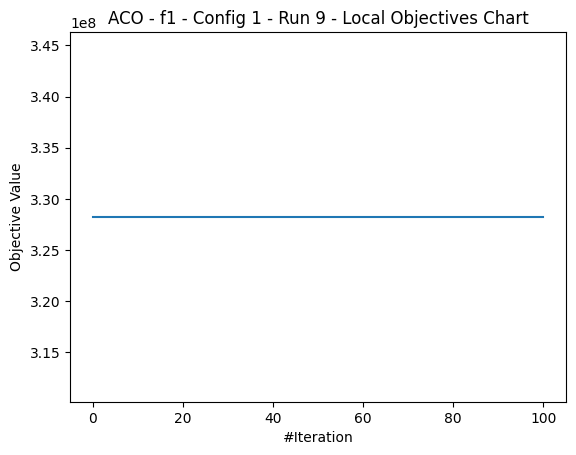 ACO - f1 - Config 1 - Run 9 - Local Objectives Chart
1e8
3.45
3.40
3.35
3.30
3.25
3.20
3.15
Objective Value
0 20 40 60 80 100
#Iteration